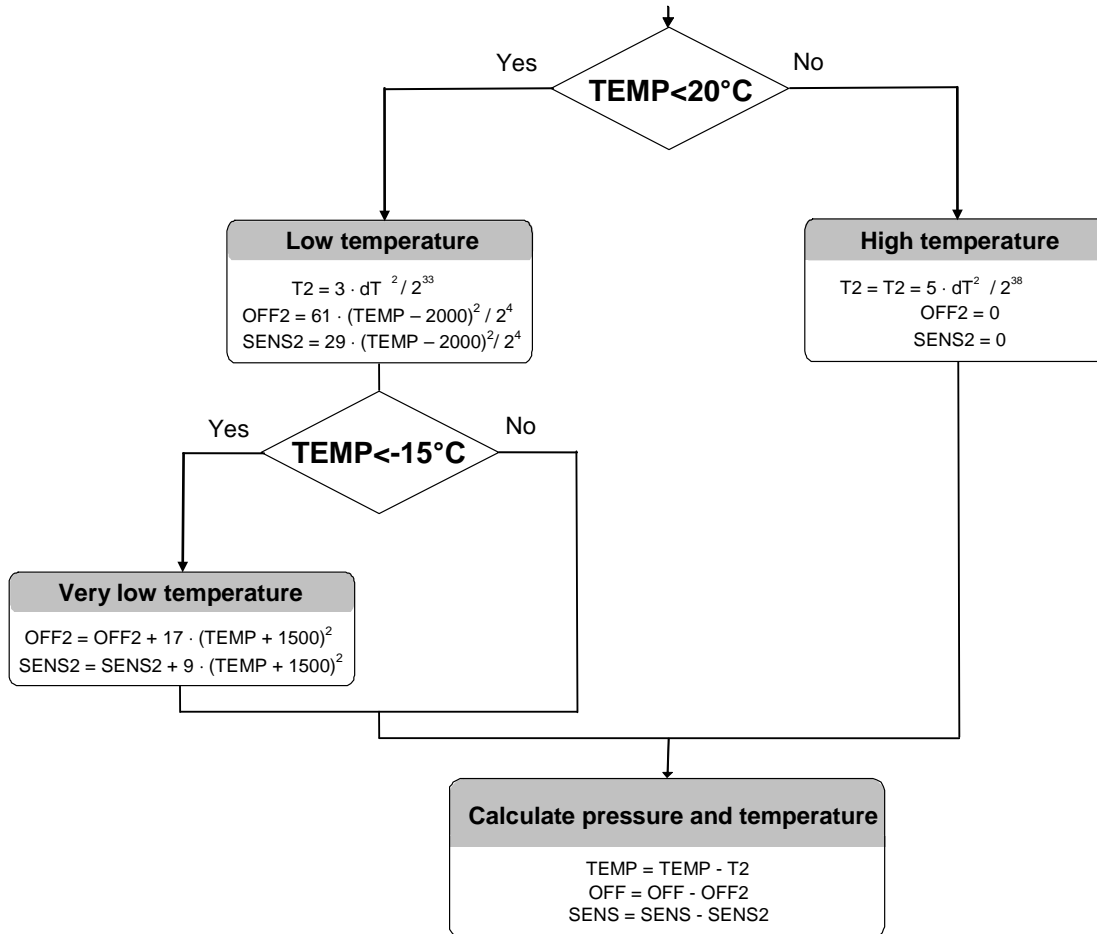 Yes
No
TEMP<20°C
Low temperature
T2 = 3 · dT ² / 2³³
OFF2 = 61 · (TEMP – 2000)² / 2⁴
SENS2 = 29 · (TEMP – 2000)²/ 2⁴
High temperature
T2 = T2 = 5 · dT² / 2³⁸
OFF2 = 0
SENS2 = 0
Yes
No
TEMP<-15°C
Very low temperature
OFF2 = OFF2 + 17 · (TEMP + 1500)²
SENS2 = SENS2 + 9 · (TEMP + 1500)²
Calculate pressure and temperature
TEMP = TEMP - T2
OFF = OFF - OFF2
SENS = SENS - SENS2